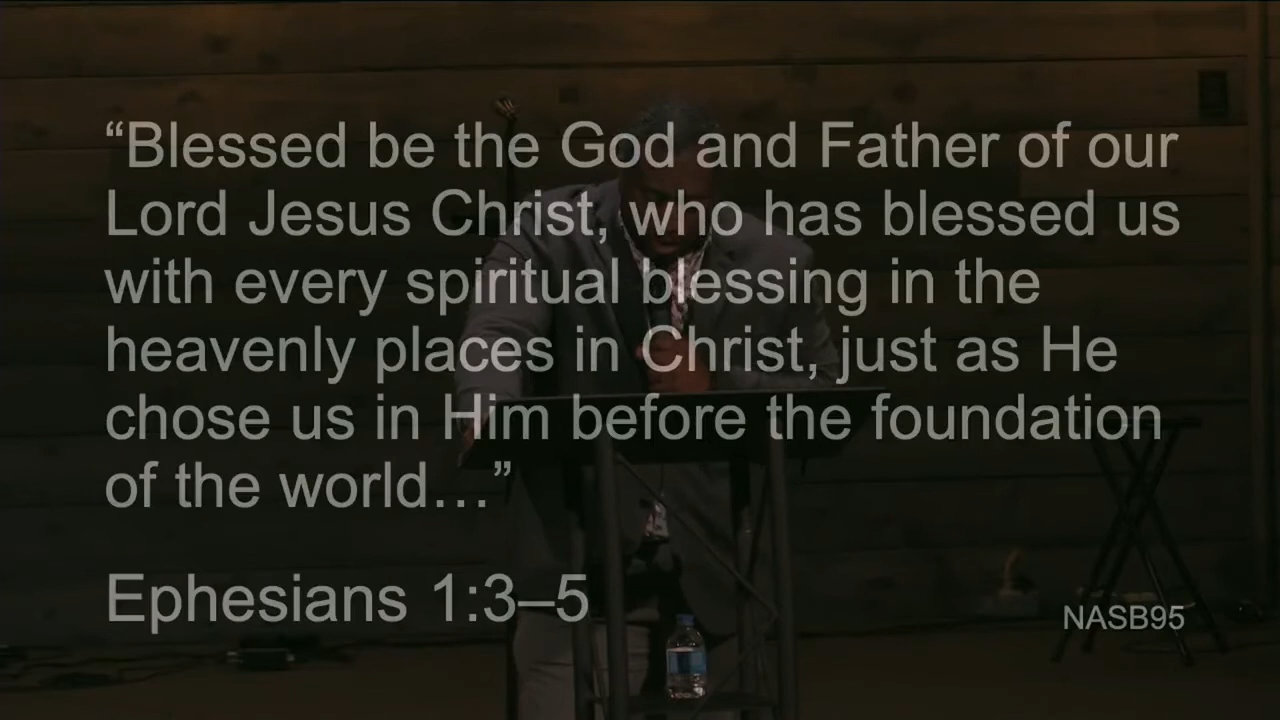 “Blessed be the God and Father of our
Lord Jesus Christ, who has blessed us
with every spiritual blessing in the
heavenly places in Christ, just as He
chose us in Him before the foundation
of the world…”
Ephesians 1:3–5
NASB95